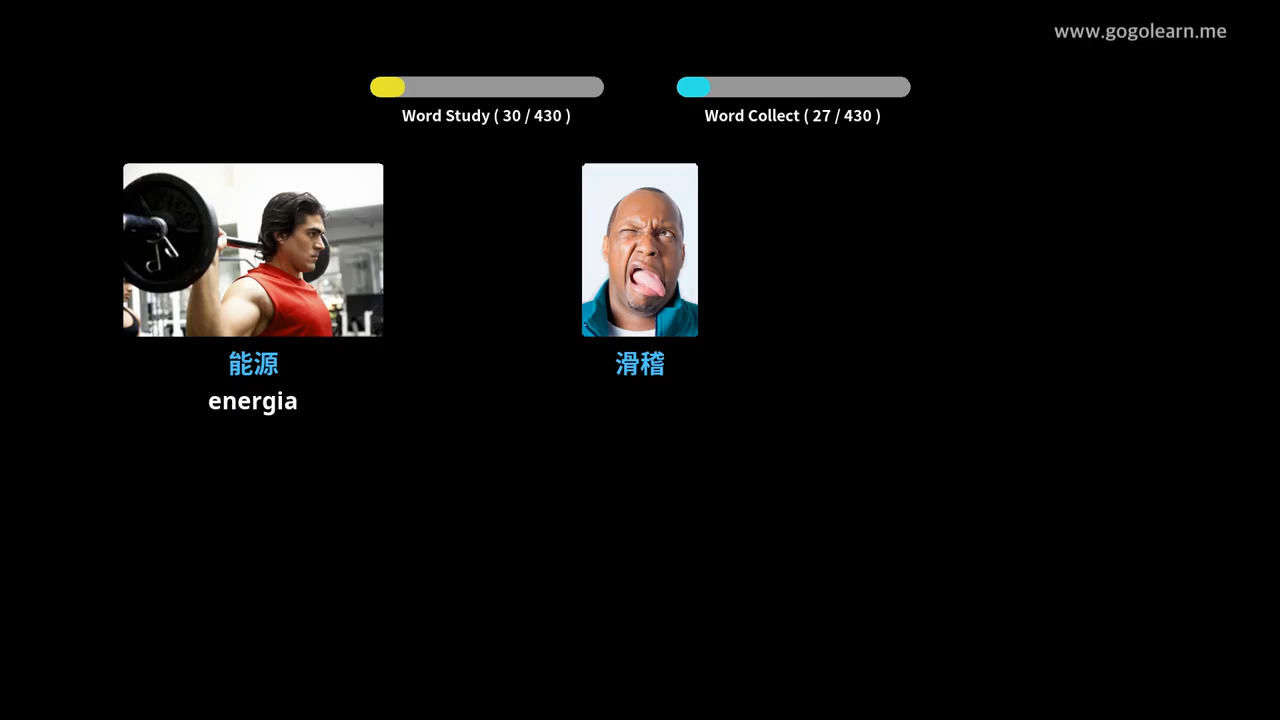 www.gogolearn.me
Word Study ( 30 / 430 )
Word Collect ( 27 / 430 )
能源
energia
滑稽